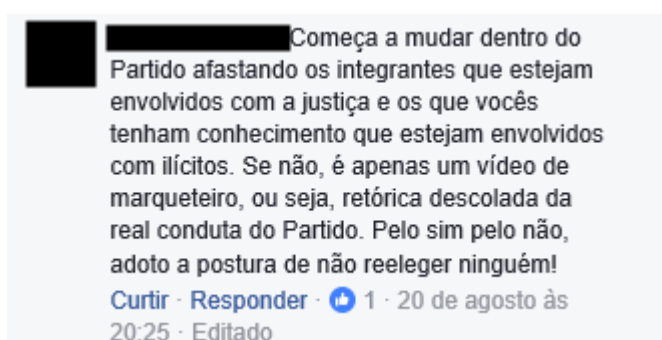 Começa a mudar dentro do
Partido afastando os integrantes que estejam
envolvidos com a justiça e os que vocês
tenham conhecimento que estejam envolvidos
com ilícitos. Se não, é apenas um vídeo de
marqueteiro, ou seja, retórica descolada da
real conduta do Partido. Pelo sim pelo não,
adoto a postura de não reeleger ninguém!
Curtir · Responder · 1 · 20 de agosto às
20:25 · Editado